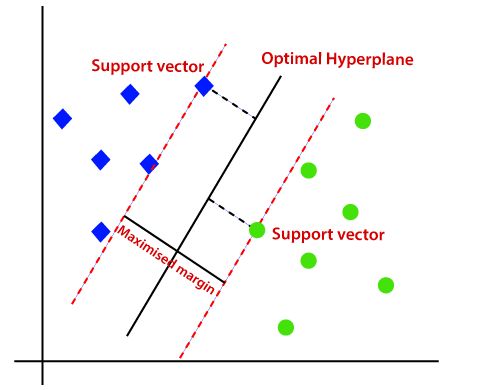 Optimal Hyperplane
Support vector
Support vector
Maximised margin